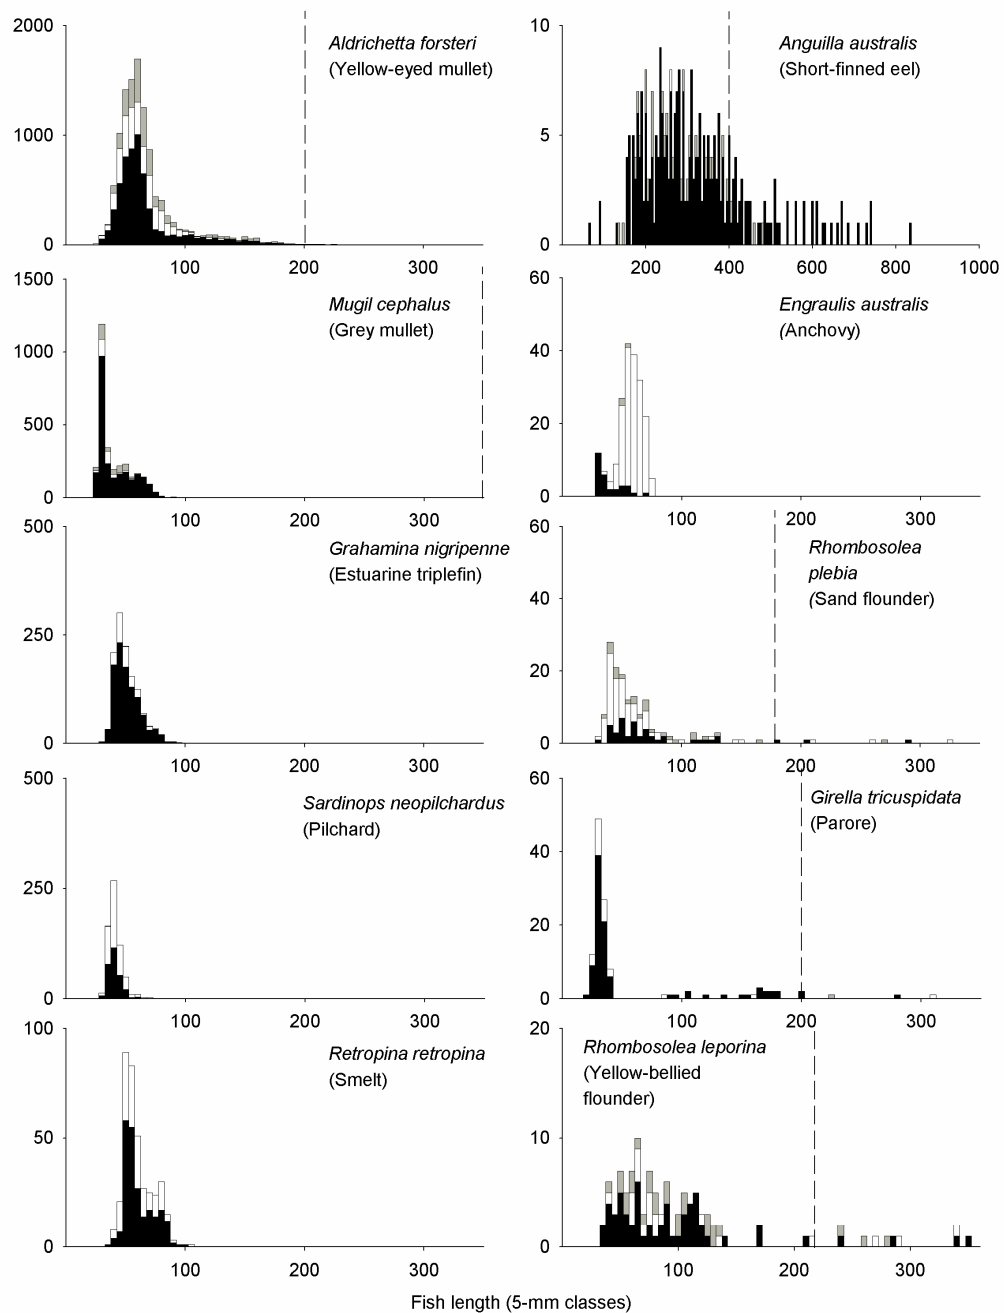 2000
1000
0
100
200
300
Aldrichetta forsteri
(Yellow-eyed mullet)
10
5
0
200
400
600
800
1000
Anguilla australis
(Short-finned eel)
1500
1000
500
0
100
200
300
Mugil cephalus
(Grey mullet)
60
40
20
0
100
200
300
Engraulis australis
(Anchovy)
500
250
0
100
200
300
Grahamina nigripenne
(Estuarine triplefin)
60
40
20
0
100
200
300
Rhombosolea
plebia
(Sand flounder)
500
250
0
100
200
300
Sardinops neopilchardus
(Pilchard)
60
40
20
0
100
200
300
Girella tricuspidata
(Parore)
100
50
0
100
200
300
Retropina retropina
(Smelt)
20
10
0
100
200
300
Rhombosolea leporina
(Yellow-bellied
flounder)
Fish length (5-mm classes)